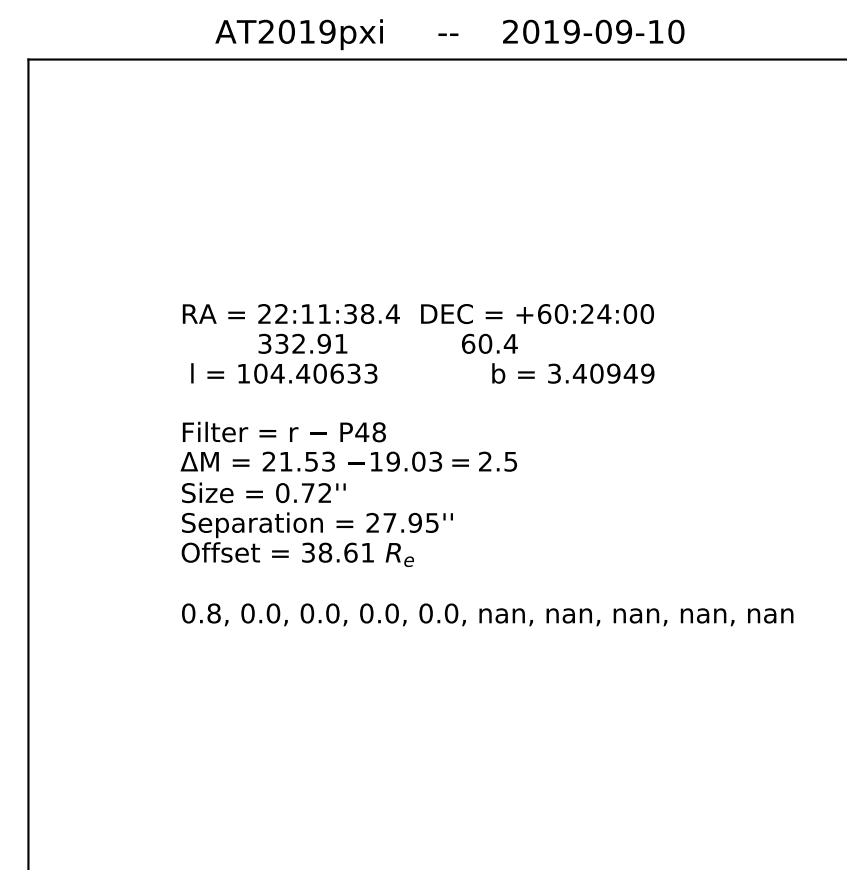 AT2019pxi -- 2019-09-10
RA = 22:11:38.4 DEC = +60:24:00
332.91 60.4
l = 104.40633 b = 3.40949
Filter = r − P48
ΔM = 21.53 −19.03 = 2.5
Size = 0.72''
Separation = 27.95''
Offset = 38.61 Rₑ
0.8, 0.0, 0.0, 0.0, 0.0, nan, nan, nan, nan, nan